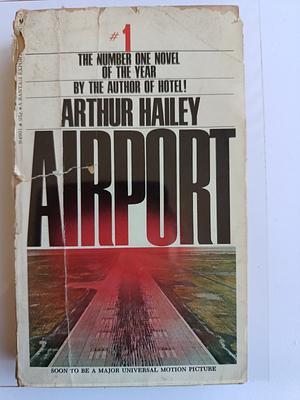 #1
THE NUMBER ONE NOVEL
OF THE YEAR
BY THE AUTHOR OF HOTEL!
ARTHUR HAILEY
AIRPORT
SOON TO BE A MAJOR UNIVERSAL MOTION PICTURE